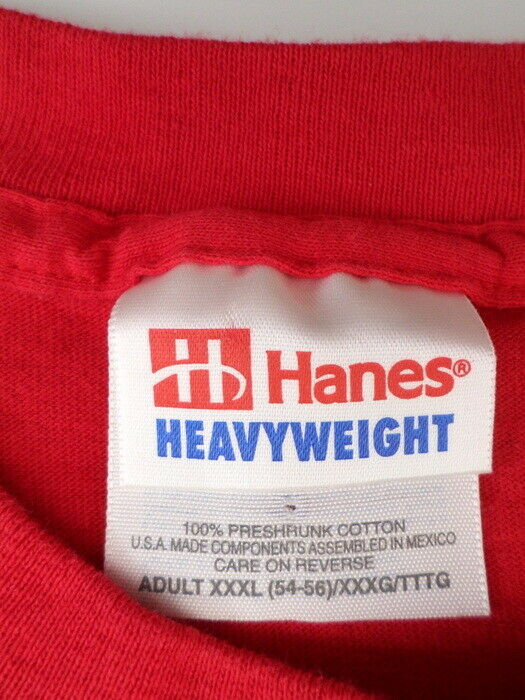 H Hanes®
HEAVYWEIGHT
100% PRESHRUNK COTTON
U.S.A. MADE COMPONENTS ASSEMBLED IN MEXICO
CARE ON REVERSE
ADULT XXXL (54-56)/XXXG/TTTG